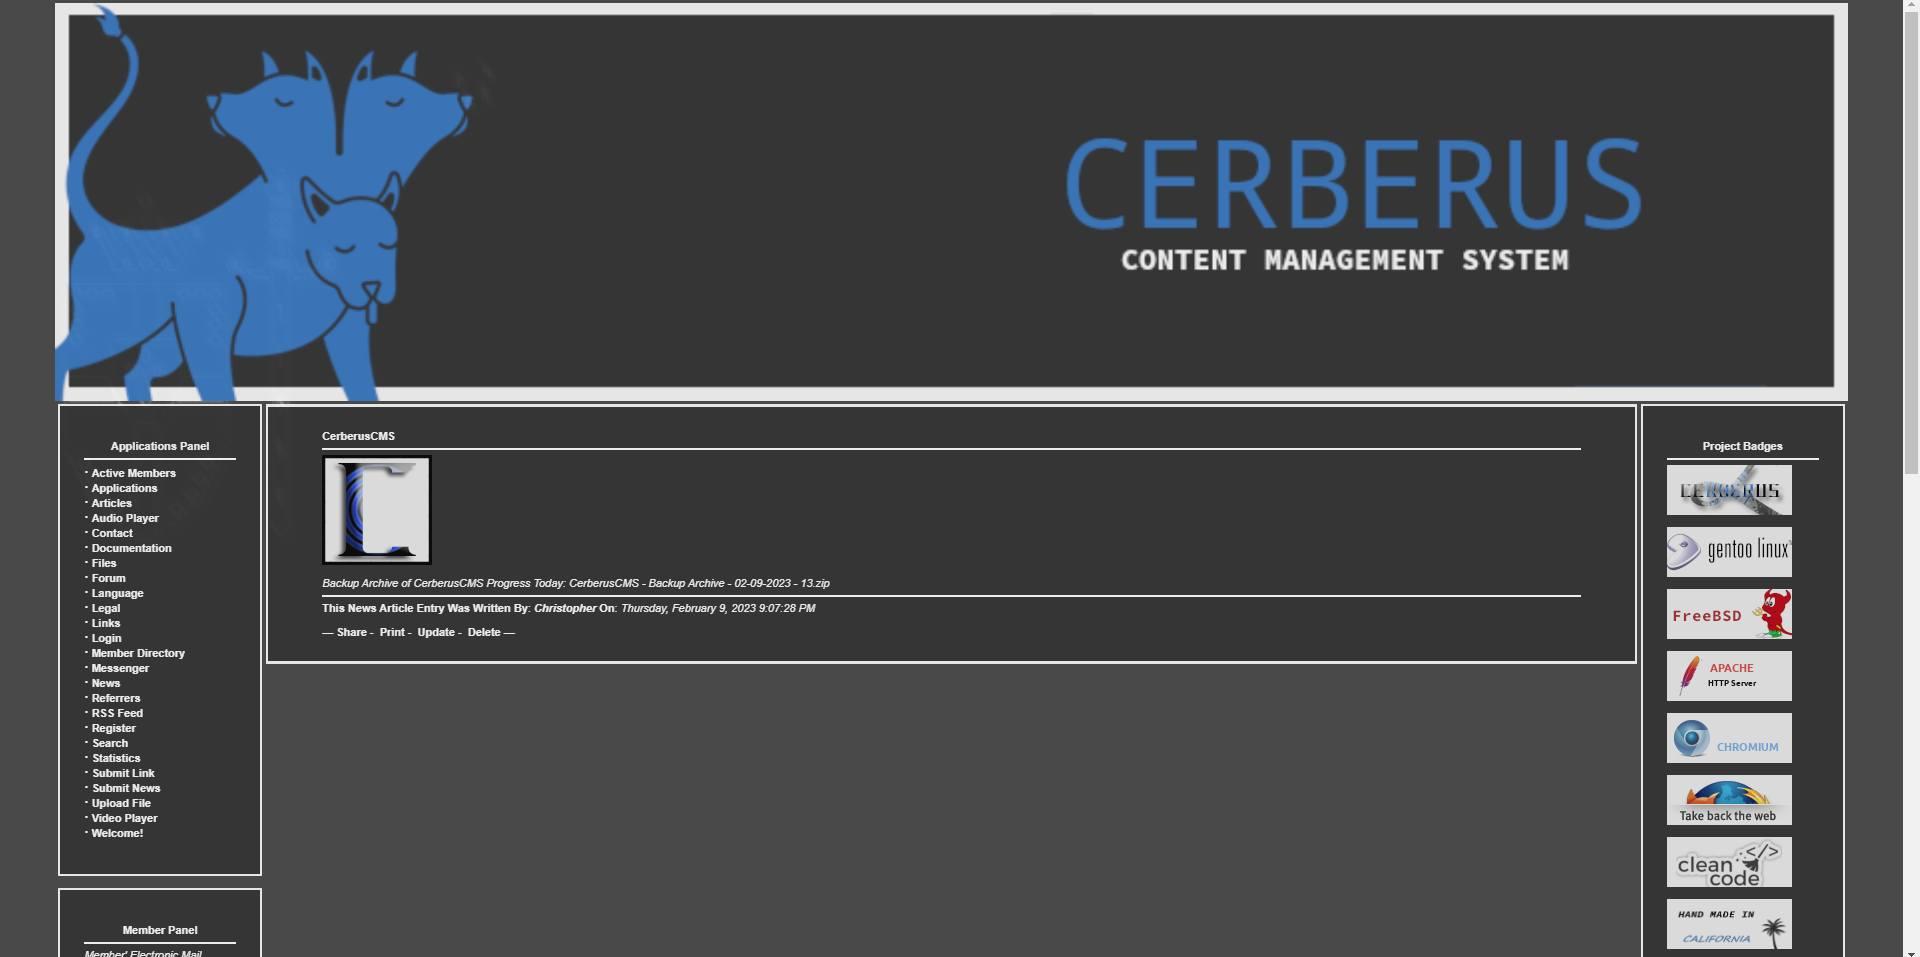 CERBERUS
CONTENT MANAGEMENT SYSTEM
Applications Panel
· Active Members
· Applications
· Articles
· Audio Player
· Contact
· Documentation
· Files
· Forum
· Language
· Legal
· Links
· Login
· Member Directory
· Messenger
· News
· Referrers
· RSS Feed
· Register
· Search
· Statistics
· Submit Link
· Submit News
· Upload File
· Video Player
· Welcome!
Member Panel
Member' Electronic Mail
CerberusCMS
Backup Archive of CerberusCMS Progress Today: CerberusCMS - Backup Archive - 02-09-2023 - 13.zip
This News Article Entry Was Written By: Christopher On: Thursday, February 9, 2023 9:07:28 PM
— Share - Print - Update - Delete —
Project Badges
CERBERUS
gentoo linux
FreeBSD
APACHE
HTTP Server
CHROMIUM
Take back the web
clean </>
code
HAND MADE IN
CALIFORNIA